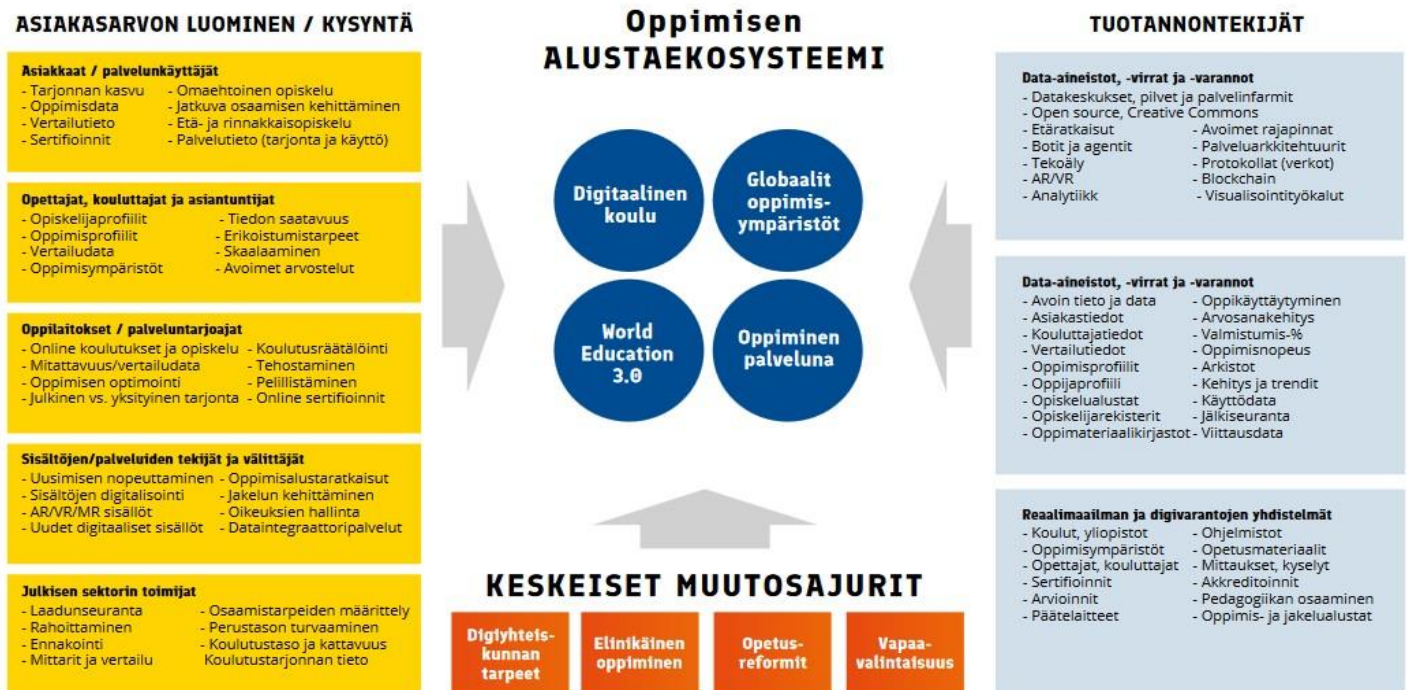 ASIAKASARVON LUOMINEN / KYSYNTÄ
Asiakkaat / palvelunkäyttäjät
- Tarjonnan kasvu - Omaehtoinen opiskelu
- Oppimisdata - Jatkuva osaamisen kehittäminen
- Vertailutieto - Etä- ja rinnakkaisopiskelu
- Sertifioinnit - Palvelutieto (tarjonta ja käyttö)
Opettajat, kouluttajat ja asiantuntijat
- Opiskelijaprofiilit - Tiedon saatavuus
- Oppimisprofiilit - Erikoistumistarpeet
- Vertailudata - Skaalaaminen
- Oppimisympäristöt - Avoimet arvostelut
Oppilaitokset / palveluntarjoajat
- Online koulutukset ja opiskelu - Koulutusräätälöinti
- Mitattavuus/vertailudata - Tehostaminen
- Oppimisen optimointi - Pelillistäminen
- Julkinen vs. yksityinen tarjonta - Online sertifioinnit
Sisältöjen/palveluiden tekijät ja välittäjät
- Uusimisen nopeuttaminen - Oppimisalustaratkaisut
- Sisältöjen digitalisointi - Jakelun kehittäminen
- AR/VR/MR sisällöt - Oikeuksien hallinta
- Uudet digitaaliset sisällöt - Dataintegraattoripalvelut
Julkisen sektorin toimijat
- Laadunseuranta - Osaamistarpeiden määrittely
- Rahoittaminen - Perustason turvaaminen
- Ennakointi - Koulutustaso ja kattavuus
- Mittarit ja vertailu Koulutustarjonnan tieto
Oppimisen
ALUSTAEKOSYSTEEMI
Digitaalinen
koulu
Globaalit
oppimis-
ympäristöt
World
Education
3.0
Oppiminen
palveluna
KESKEISET MUUTOSAJURIT
Digiyhteis-
kunnan
tarpeet
Elinikäinen
oppiminen
Opetus-
reformit
Vapaa-
valintaisuus
TUOTANNONTEKIJÄT
Data-aineistot, -virrat ja -varannot
- Datakeskukset, pilvet ja palvelinfarmit
- Open source, Creative Commons
- Etäratkaisut - Avoimet rajapinnat
- Botit ja agentit - Palveluarkkitehtuurit
- Tekoäly - Protokollat (verkot)
- AR/VR - Blockchain
- Analytiikk - Visualisointityökalut
Data-aineistot, -virrat ja -varannot
- Avoin tieto ja data - Oppikäyttäytyminen
- Asiakastiedot - Arvosanakehitys
- Kouluttajatiedot - Valmistumis-%
- Vertailutiedot - Oppimisnopeus
- Oppimisprofiilit - Arkistot
- Oppijaprofiili - Kehitys ja trendit
- Opiskelualustat - Käyttödata
- Opiskelijarekisterit - Jälkiseuranta
- Oppimateriaalikirjastot - Viittausdata
Reaalimaailman ja digivarantojen yhdistelmät
- Koulut, yliopistot - Ohjelmistot
- Oppimisympäristöt - Opetusmateriaalit
- Opettajat, kouluttajat - Mittaukset, kyselyt
- Sertifioinnit - Akkreditoinnit
- Arvioinnit - Pedagogiikan osaaminen
- Päätelaitteet - Oppimis- ja jakelualustat